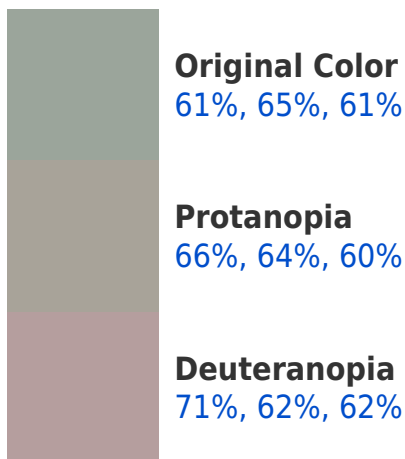 Original Color
61%, 65%, 61%
Protanopia
66%, 64%, 60%
Deuteranopia
71%, 62%, 62%